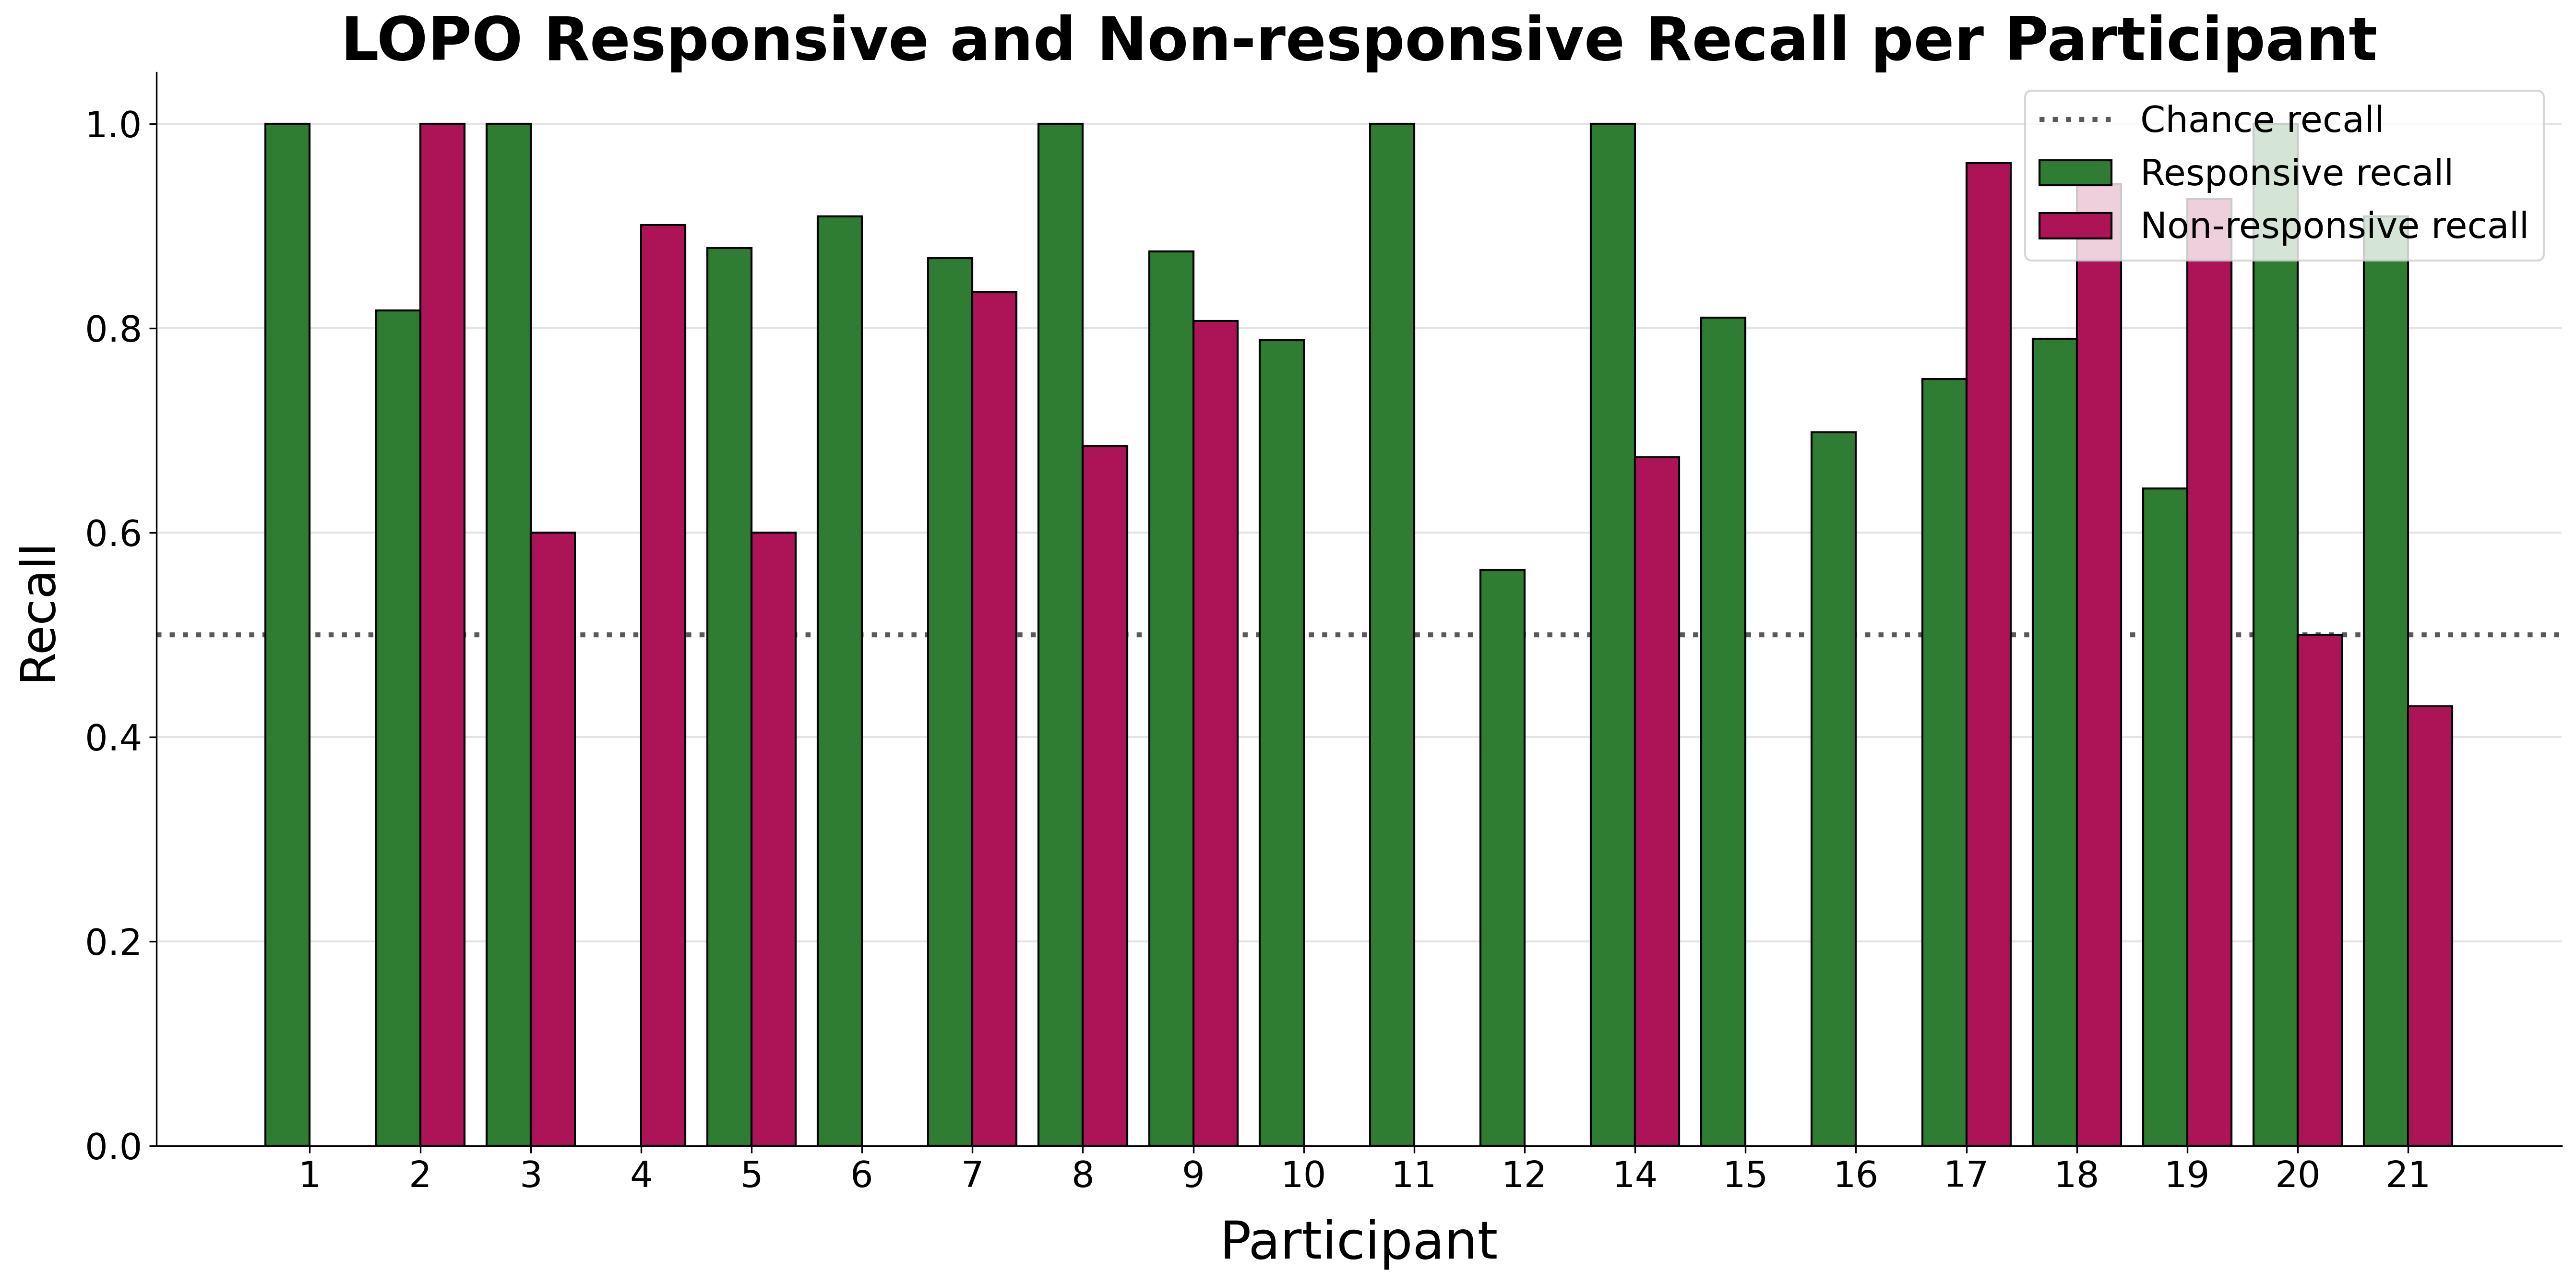 LOPO Responsive and Non-responsive Recall per Participant
Chance recall
Responsive recall
Non-responsive recall
1.0
0.8
0.6
0.4
0.2
0.0
Recall
1 2 3 4 5 6 7 8 9 10 11 12 14 15 16 17 18 19 20 21
Participant